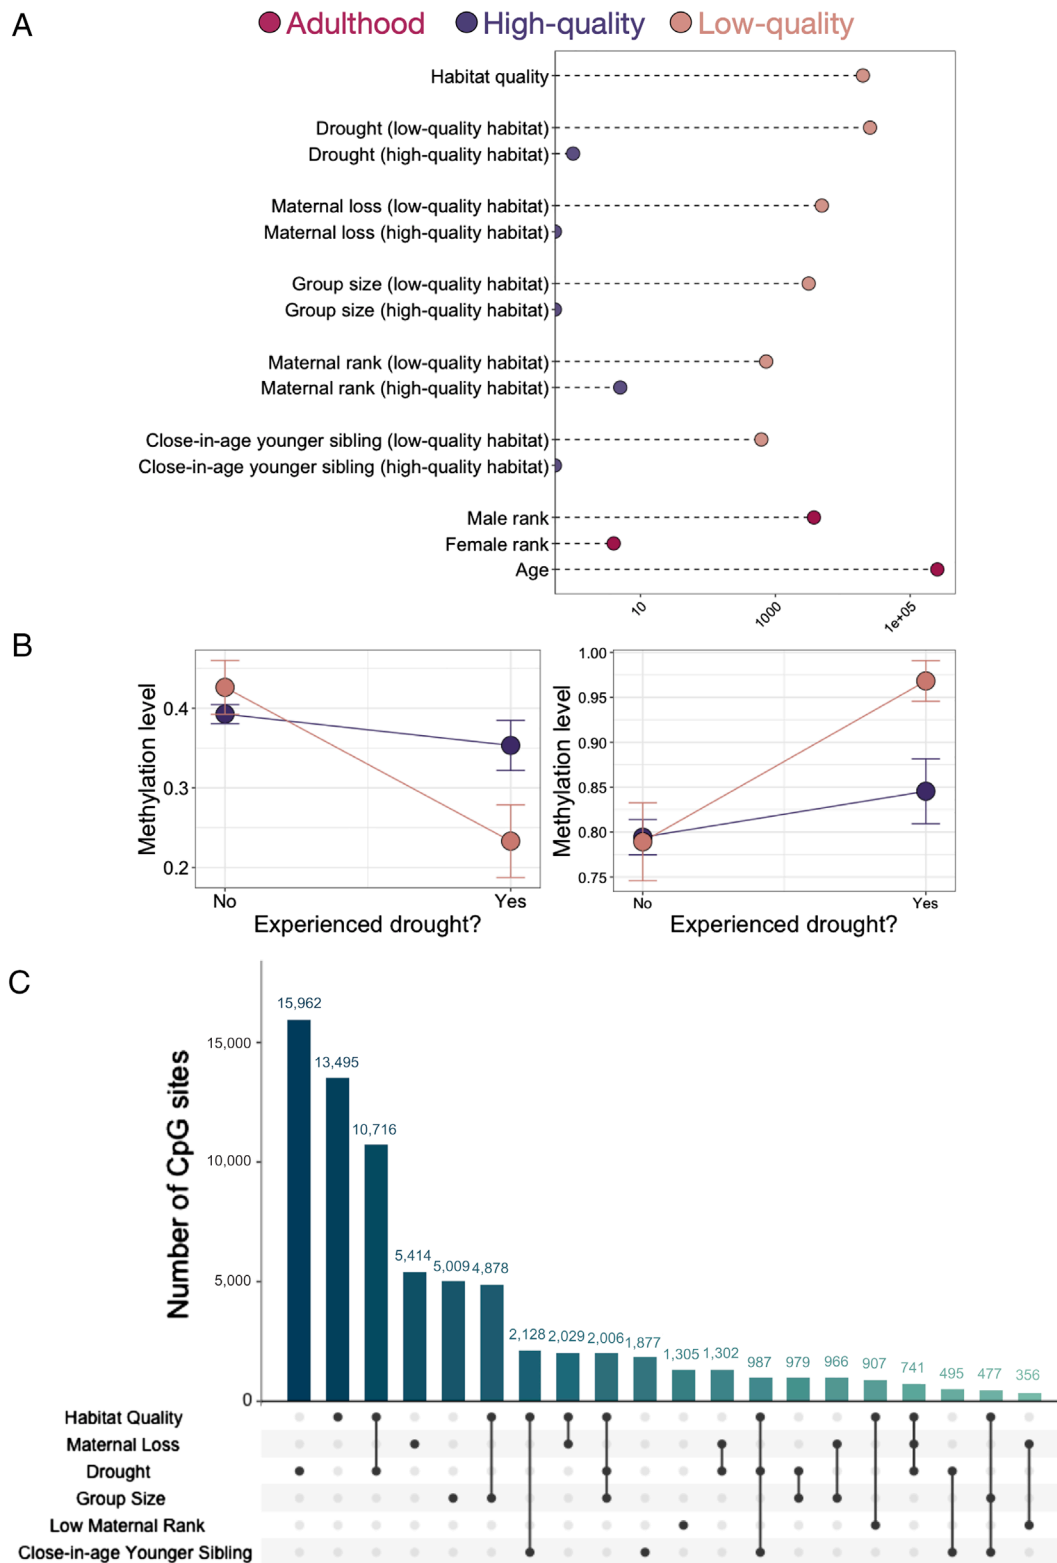 A
Adulthood High-quality Low-quality
Habitat quality
Drought (low-quality habitat)
Drought (high-quality habitat)
Maternal loss (low-quality habitat)
Maternal loss (high-quality habitat)
Group size (low-quality habitat)
Group size (high-quality habitat)
Maternal rank (low-quality habitat)
Maternal rank (high-quality habitat)
Close-in-age younger sibling (low-quality habitat)
Close-in-age younger sibling (high-quality habitat)
Male rank
Female rank
Age
10 1000 1e+05
B
Methylation level
0.4
0.3
0.2
No Yes
Experienced drought?
Methylation level
1.00
0.95
0.90
0.85
0.80
0.75
No Yes
Experienced drought?
C
Number of CpG sites
15,000
10,000
5,000
0
15,962
13,495
10,716
5,414
5,009
4,878
2,128
2,029
2,006
1,877
1,305
1,302
987
979
966
907
741
495
477
356
Habitat Quality
Maternal Loss
Drought
Group Size
Low Maternal Rank
Close-in-age Younger Sibling